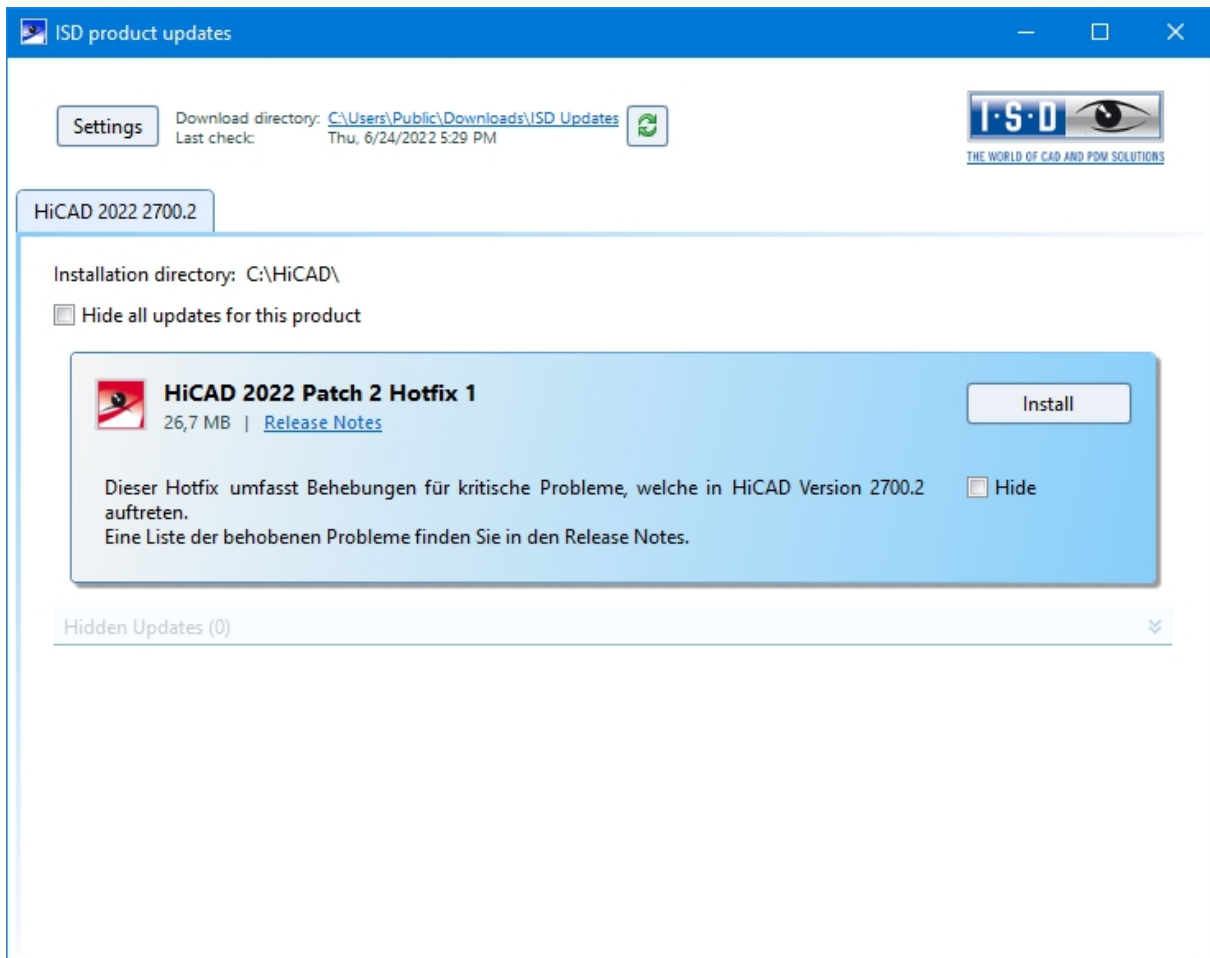 ISD product updates
Settings
Download directory: C:\Users\Public\Downloads\ISD Updates
Last check: Thu, 6/24/2022 5:29 PM
I·S·D
THE WORLD OF CAD AND PDM SOLUTIONS
HiCAD 2022 2700.2
Installation directory: C:\HiCAD\
Hide all updates for this product
HiCAD 2022 Patch 2 Hotfix 1
26,7 MB | Release Notes
Install
Dieser Hotfix umfasst Behebungen für kritische Probleme, welche in HiCAD Version 2700.2
auftreten.
Eine Liste der behobenen Probleme finden Sie in den Release Notes.
Hide
Hidden Updates (0)